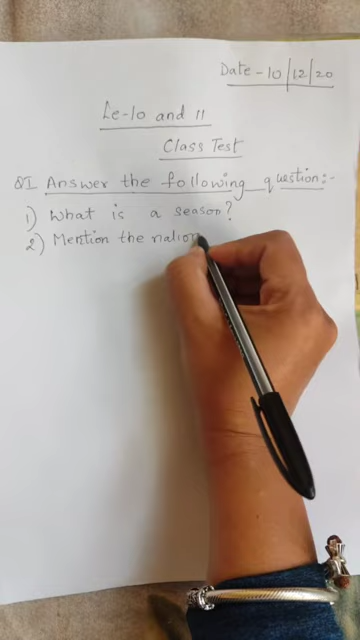 Date - 10/12/20
Le-10 and 11
Class Test
QI Answer the following question:-
1) What is a season?
2) Mention the nation